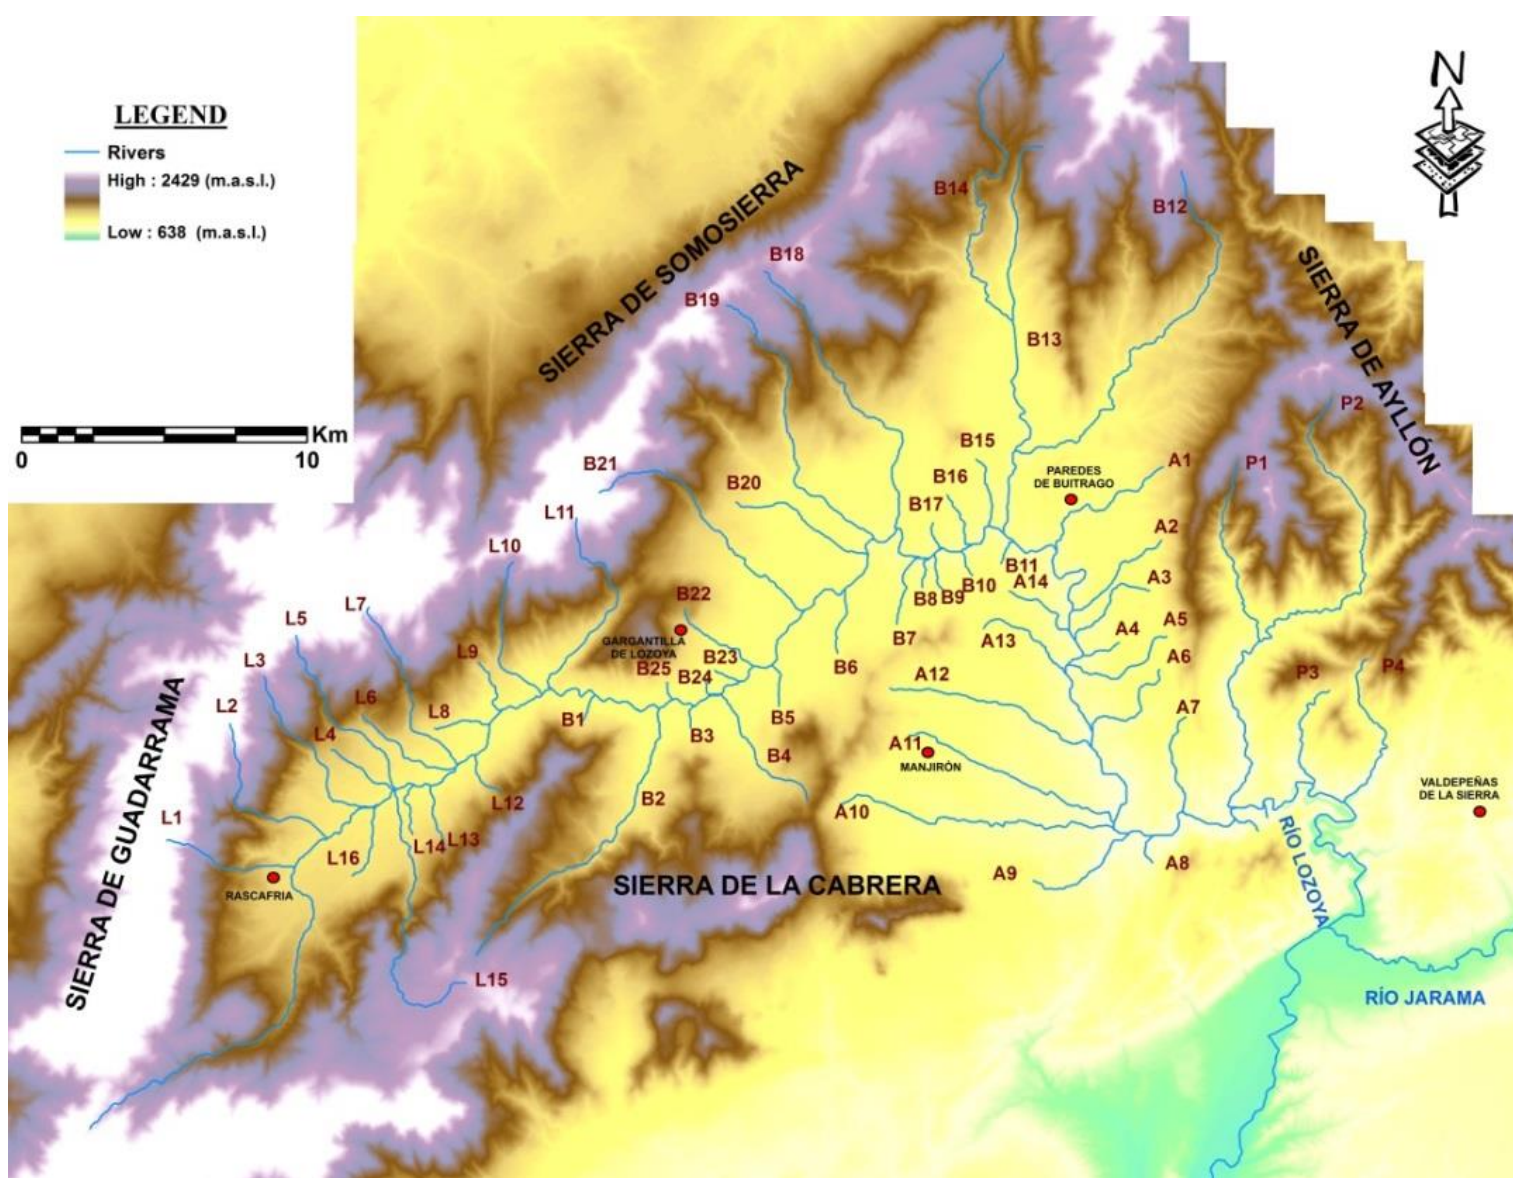 N
LEGEND
Rivers
High : 2429 (m.a.s.l.)
Low : 638 (m.a.s.l.)
Km
0
10
SIERRA DE SOMOSIERRA
SIERRA DE AYLLÓN
SIERRA DE GUADARRAMA
SIERRA DE LA CABRERA
B14
B12
B18
B19
B13
P2
B15
A1
P1
B21
B20
B16
PAREDES
DE BUITRAGO
B17
L11
A2
L10
B11
A14
A3
B10
B9
B8
B22
L7
L5
A5
A4
A13
B7
GARGANTILLA
DE LOZOYA
B23
L9
L3
B25
B24
B6
A12
A6
P3
P4
L2
L6
L8
B1
B5
A7
L4
B3
B4
A11
MANJIRÓN
VALDEPEÑAS
DE LA SIERRA
L12
B2
A10
L1
L14
L13
L16
RASCAFRIA
A9
A8
RÍO LOZOYA
L15
RÍO JARAMA